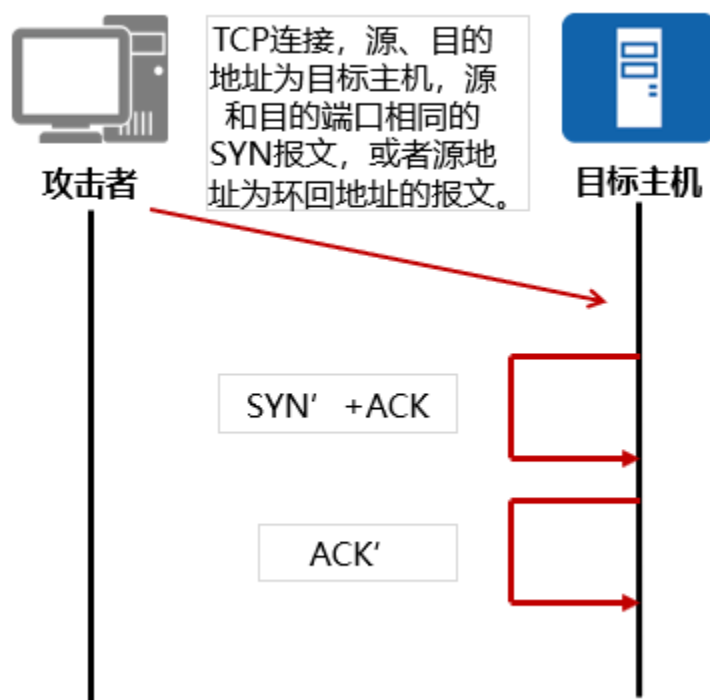 TCP连接，源、目的
地址为目标主机，源
和目的端口相同的
SYN报文，或者源地
址为环回地址的报文。
攻击者
目标主机
SYN′ +ACK
ACK′